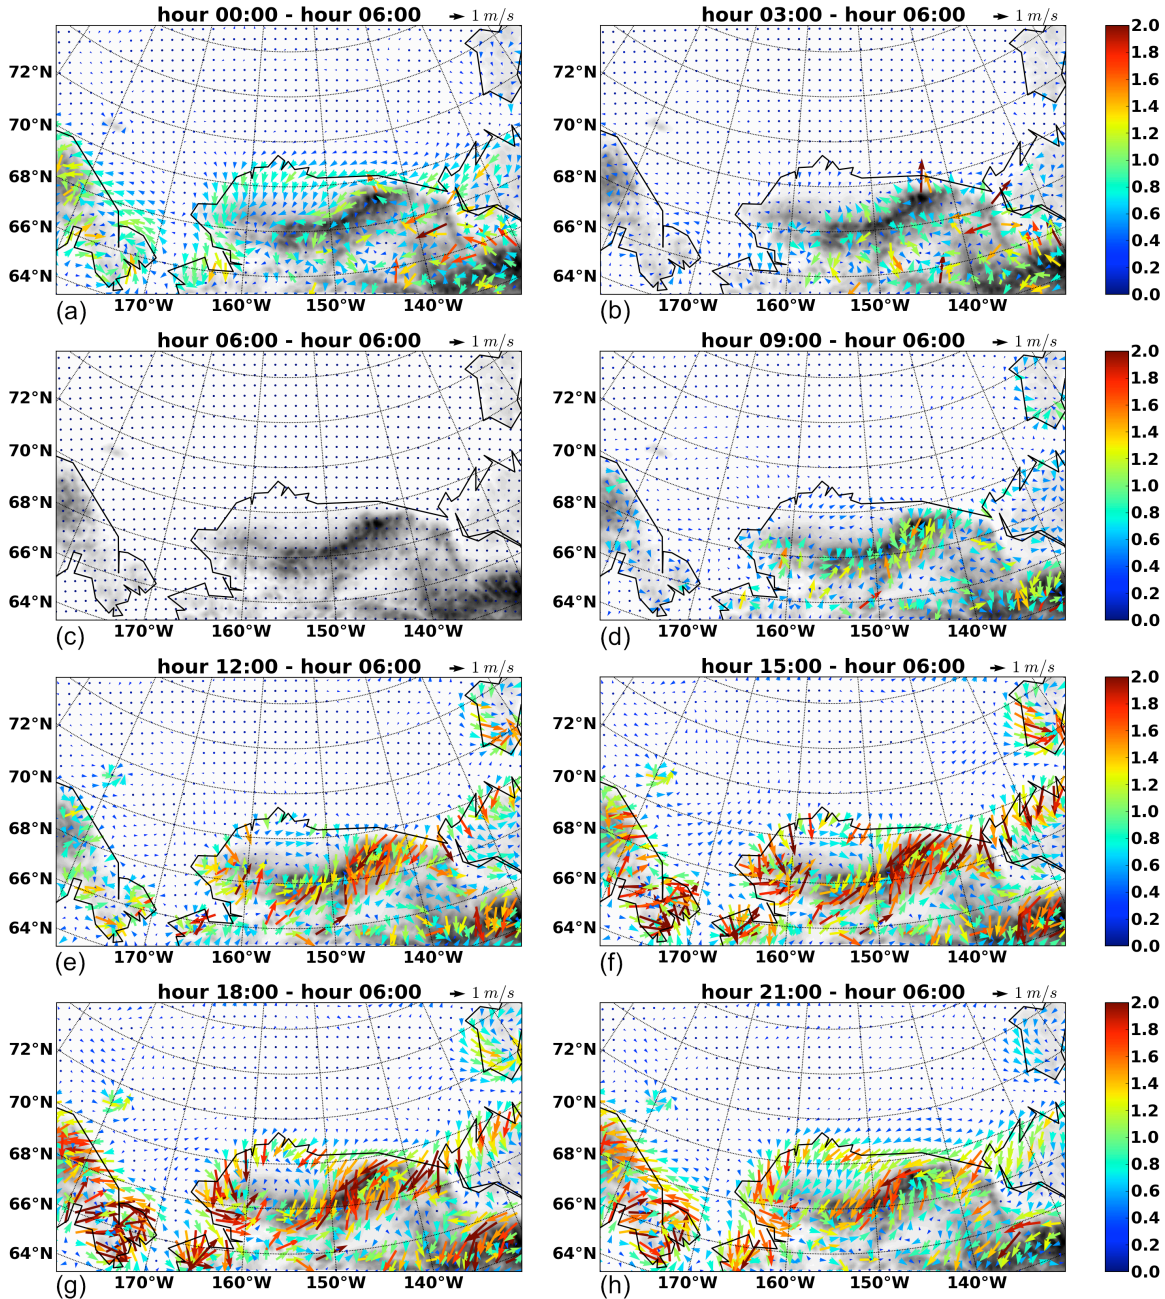 hour 00:00 - hour 06:00 1 m/s
hour 03:00 - hour 06:00 1 m/s
72°N
70°N
68°N
66°N
64°N
170°W 160°W 150°W 140°W
(a)
72°N
70°N
68°N
66°N
64°N
170°W 160°W 150°W 140°W
(b)
2.0
1.8
1.6
1.4
1.2
1.0
0.8
0.6
0.4
0.2
0.0
hour 06:00 - hour 06:00 1 m/s
hour 09:00 - hour 06:00 1 m/s
72°N
70°N
68°N
66°N
64°N
170°W 160°W 150°W 140°W
(c)
72°N
70°N
68°N
66°N
64°N
170°W 160°W 150°W 140°W
(d)
2.0
1.8
1.6
1.4
1.2
1.0
0.8
0.6
0.4
0.2
0.0
hour 12:00 - hour 06:00 1 m/s
hour 15:00 - hour 06:00 1 m/s
72°N
70°N
68°N
66°N
64°N
170°W 160°W 150°W 140°W
(e)
72°N
70°N
68°N
66°N
64°N
170°W 160°W 150°W 140°W
(f)
2.0
1.8
1.6
1.4
1.2
1.0
0.8
0.6
0.4
0.2
0.0
hour 18:00 - hour 06:00 1 m/s
hour 21:00 - hour 06:00 1 m/s
72°N
70°N
68°N
66°N
64°N
170°W 160°W 150°W 140°W
(g)
72°N
70°N
68°N
66°N
64°N
170°W 160°W 150°W 140°W
(h)
2.0
1.8
1.6
1.4
1.2
1.0
0.8
0.6
0.4
0.2
0.0